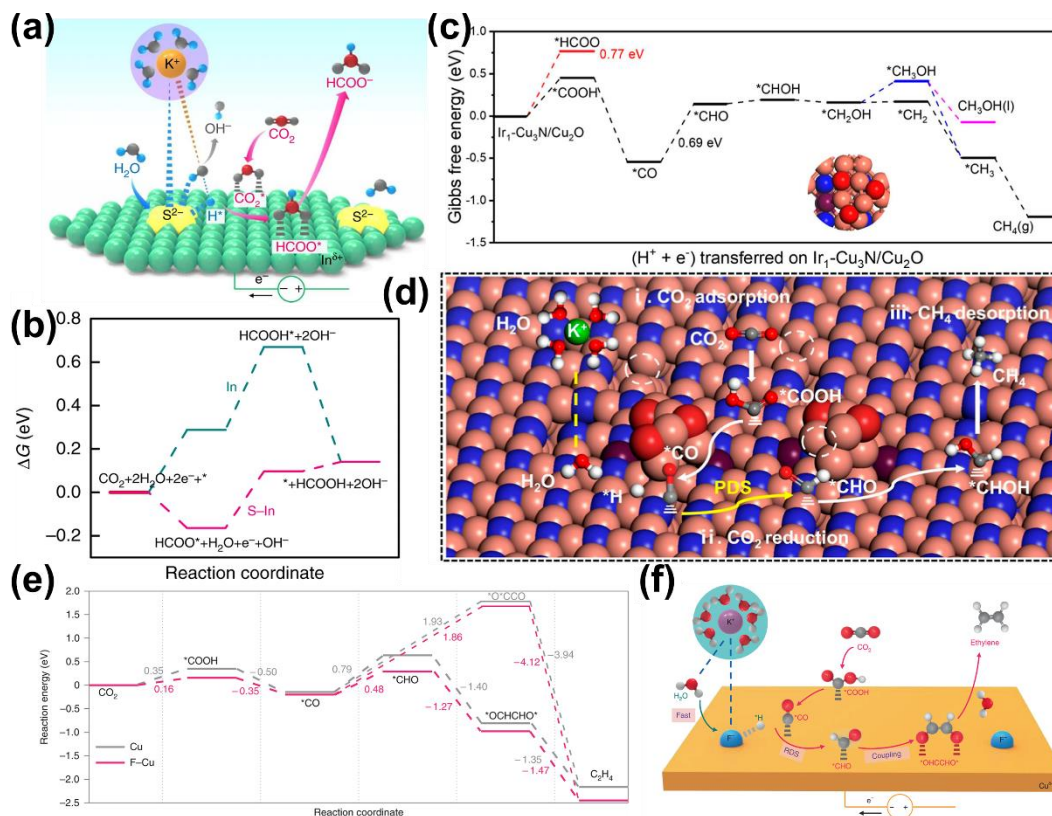 (a)
K⁺
HCOO⁻
OH⁻
CO₂
H₂O
CO₂*
S²⁻
H*
S²⁻
HCOO*
In^δ+
e⁻
− +
(b)
ΔG (eV)
0.8
0.6
0.4
0.2
0.0
−0.2
HCOOH*+2OH⁻
In
CO₂+2H₂O+2e⁻+*
*+HCOOH+2OH⁻
S–In
HCOO*+H₂O+e⁻+OH⁻
Reaction coordinate
(c)
Gibbs free energy (eV)
1.0
0.5
0.0
-0.5
-1.0
-1.5
*HCOO
0.77 eV
*COOH
Ir₁-Cu₃N/Cu₂O
*CO
0.69 eV
*CHO
*CHOH
*CH₂OH
*CH₃OH
*CH₂
CH₃OH(l)
*CH₃
CH₄(g)
(H⁺ + e⁻) transferred on Ir₁-Cu₃N/Cu₂O
(d)
i . CO₂ adsorption
iii. CH₄ desorption
H₂O
K⁺
CO₂
CH₄
*COOH
*CO
H₂O
*H
PDS
*CHO
*CHOH
ii . CO₂ reduction
(e)
Reaction energy (eV)
2.0
1.5
1.0
0.5
0
−0.5
−1.0
−1.5
−2.0
−2.5
CO₂
0.35
0.16
*COOH
−0.50
−0.35
*CO
0.79
0.48
1.93
1.86
*CHO
*O*CCO
−1.40
−1.27
−4.12
−3.94
*OCHCHO*
−1.35
−1.47
C₂H₄
Cu
F–Cu
Reaction coordinate
(f)
K⁺
Ethylene
CO₂
H₂O
*COOH
Fast
*H
*CO
F⁻
RDS
*CHO
Coupling
*OHCCHO*
F⁻
e⁻
− +